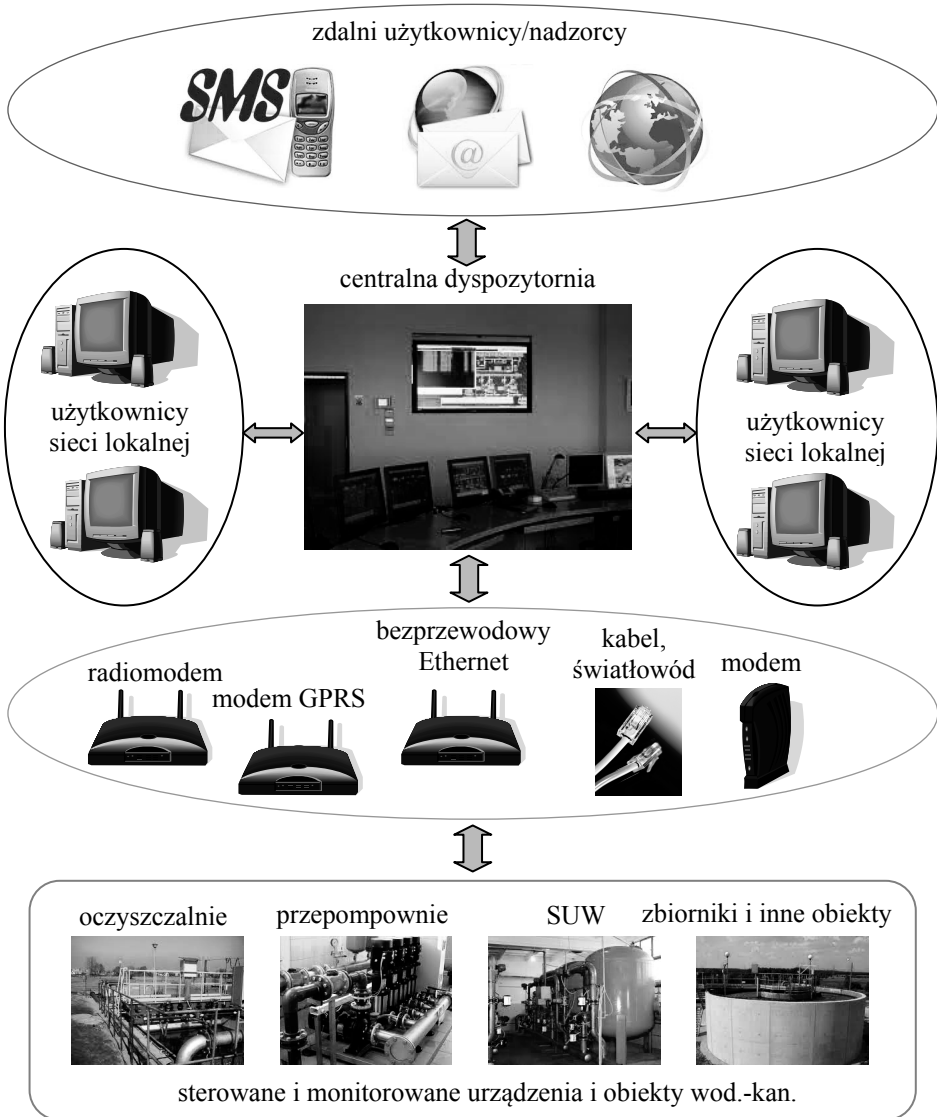 zdalni użytkownicy/nadzorcy
SMS
@
centralna dyspozytornia
użytkownicy
sieci lokalnej
użytkownicy
sieci lokalnej
bezprzewodowy
Ethernet
kabel,
światłowód
modem
radiomodem
modem GPRS
oczyszczalnie
przepompownie
SUW
zbiorniki i inne obiekty
sterowane i monitorowane urządzenia i obiekty wod.-kan.